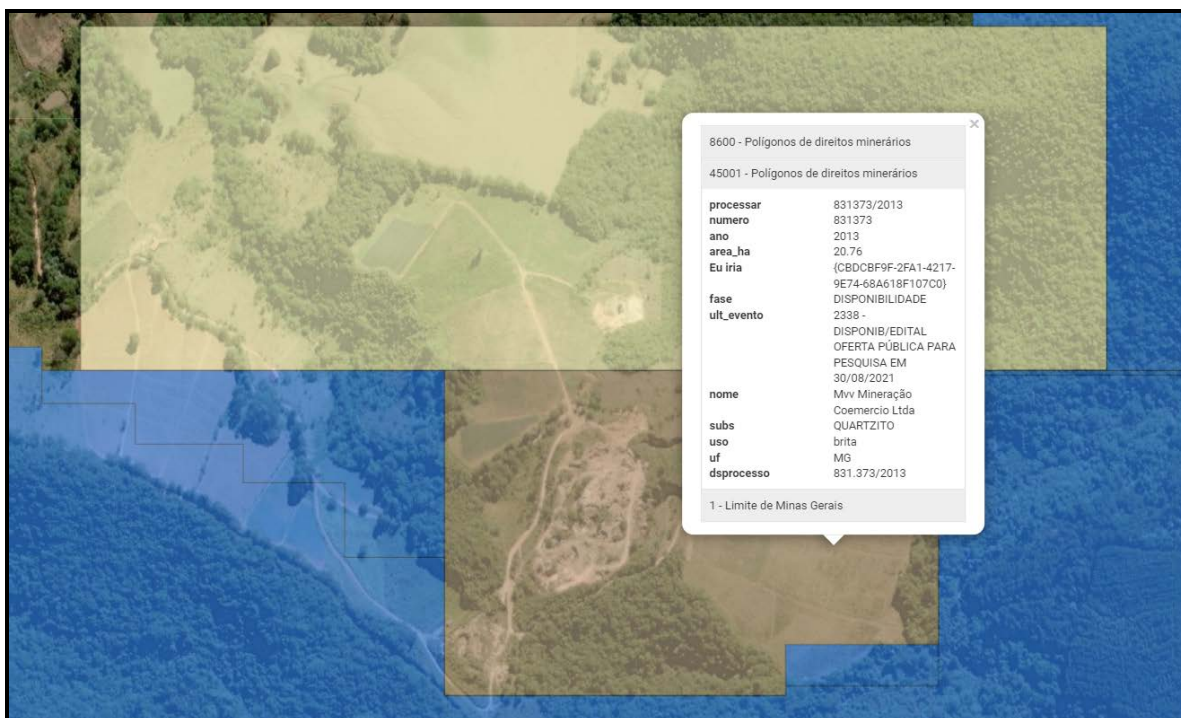 ×
8600 - Polígonos de direitos minerários
45001 - Polígonos de direitos minerários
processar 831373/2013
numero 831373
ano 2013
area_ha 20.76
Eu iria {CBDCBF9F-2FA1-4217-
9E74-68A618F107C0}
fase DISPONIBILIDADE
ult_evento 2338 -
DISPONIB/EDITAL
OFERTA PÚBLICA PARA
PESQUISA EM
30/08/2021
nome Mvv Mineração
Coemercio Ltda
subs QUARTZITO
uso brita
uf MG
dsprocesso 831.373/2013
1 - Limite de Minas Gerais